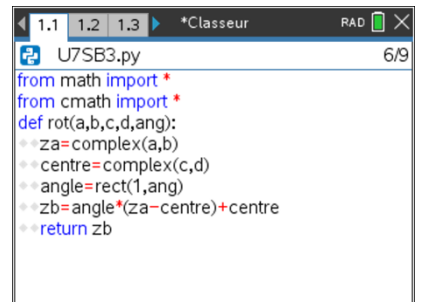 1.1 1.2 1.3 *Classeur RAD
U7SB3.py 6/9
from math import *
from cmath import *
def rot(a,b,c,d,ang):
za=complex(a,b)
centre=complex(c,d)
angle=rect(1,ang)
zb=angle*(za-centre)+centre
return zb